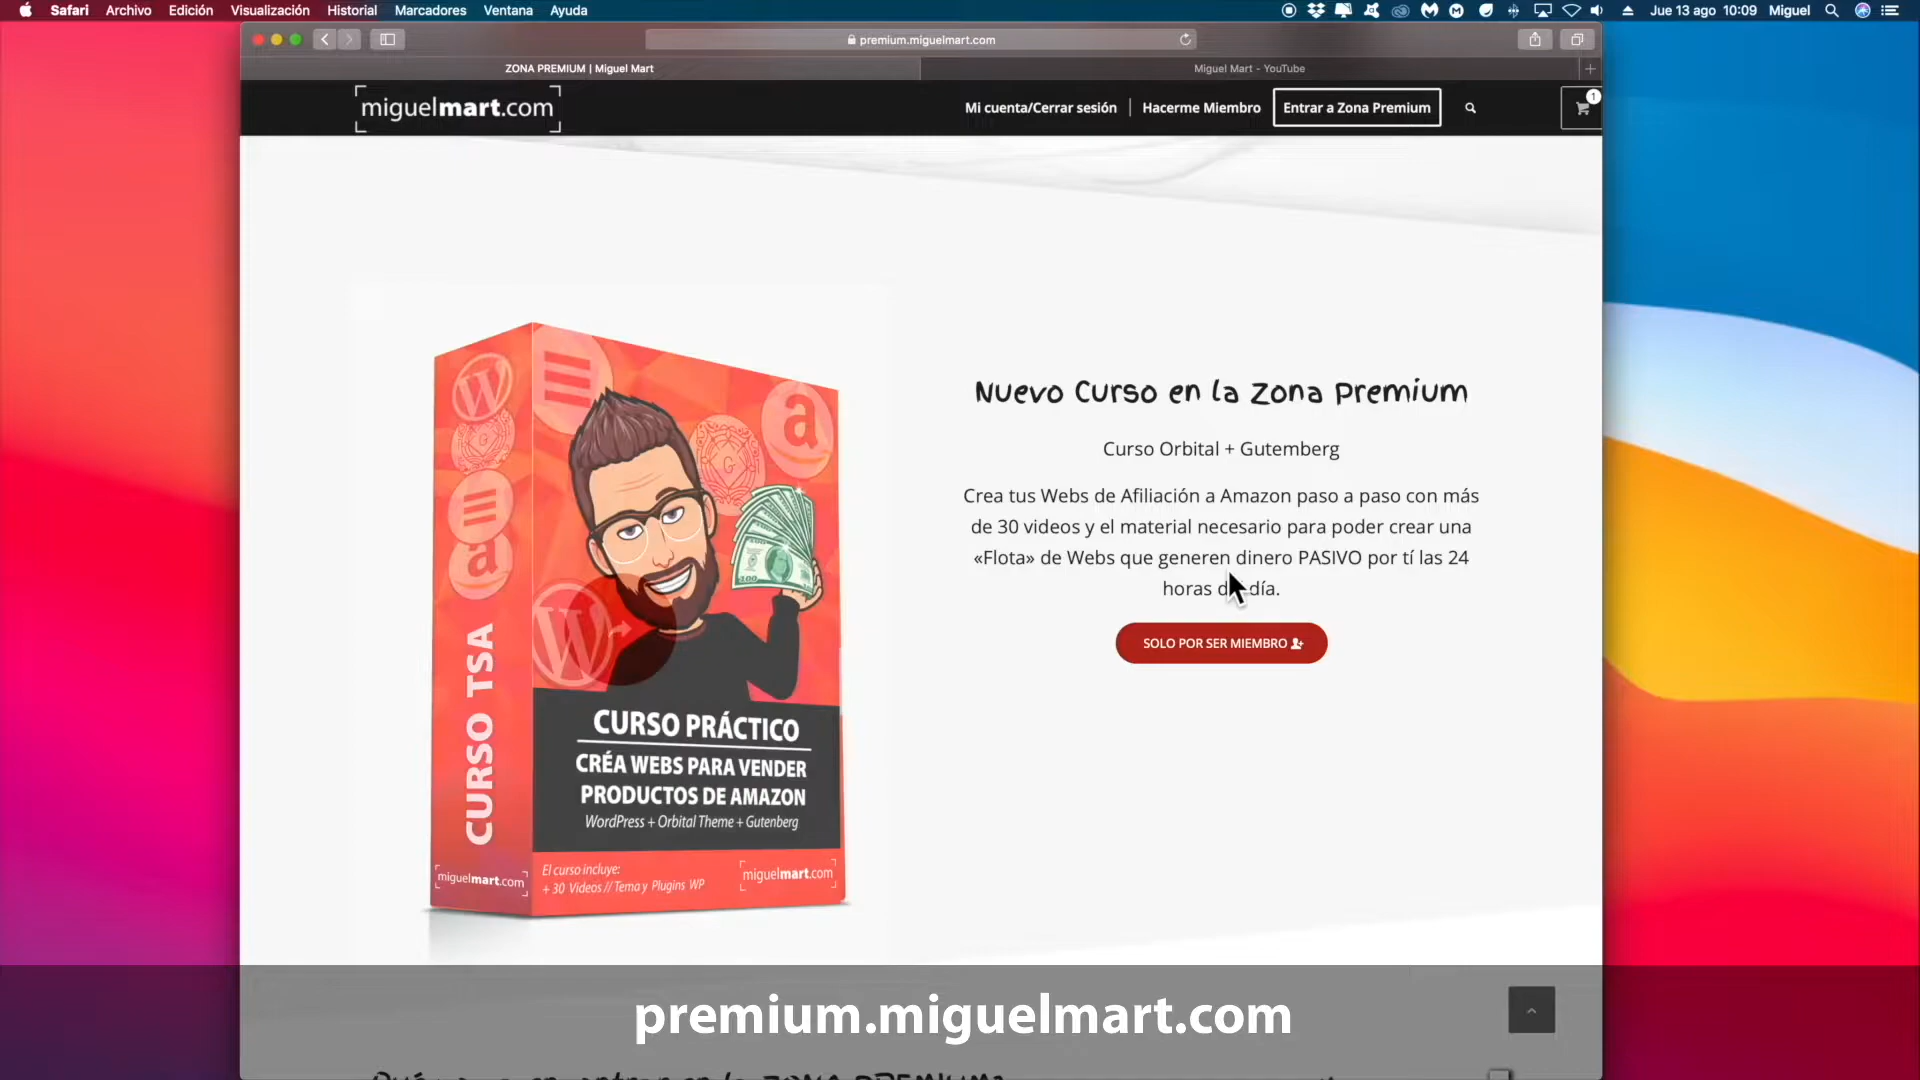 Safari Archivo Edición Visualización Historial Marcadores Ventana Ayuda
Jue 13 ago 10:09 Miguel
premium.miguelmart.com
ZONA PREMIUM | Miguel Mart
Miguel Mart - YouTube
miguelmart.com
Mi cuenta/Cerrar sesión | Hacerme Miembro
Entrar a Zona Premium
1
Nuevo Curso en la Zona Premium
Curso Orbital + Gutemberg
Crea tus Webs de Afiliación a Amazon paso a paso con más
de 30 videos y el material necesario para poder crear una
«Flota» de Webs que generen dinero PASIVO por tí las 24
horas día.
SOLO POR SER MIEMBRO
CURSO TSA
miguelmart.com
CURSO PRÁCTICO
CRÉA WEBS PARA VENDER
PRODUCTOS DE AMAZON
WordPress + Orbital Theme + Gutenberg
El curso incluye:
+ 30 Vídeos // Tema y Plugins WP
miguelmart.com
premium.miguelmart.com